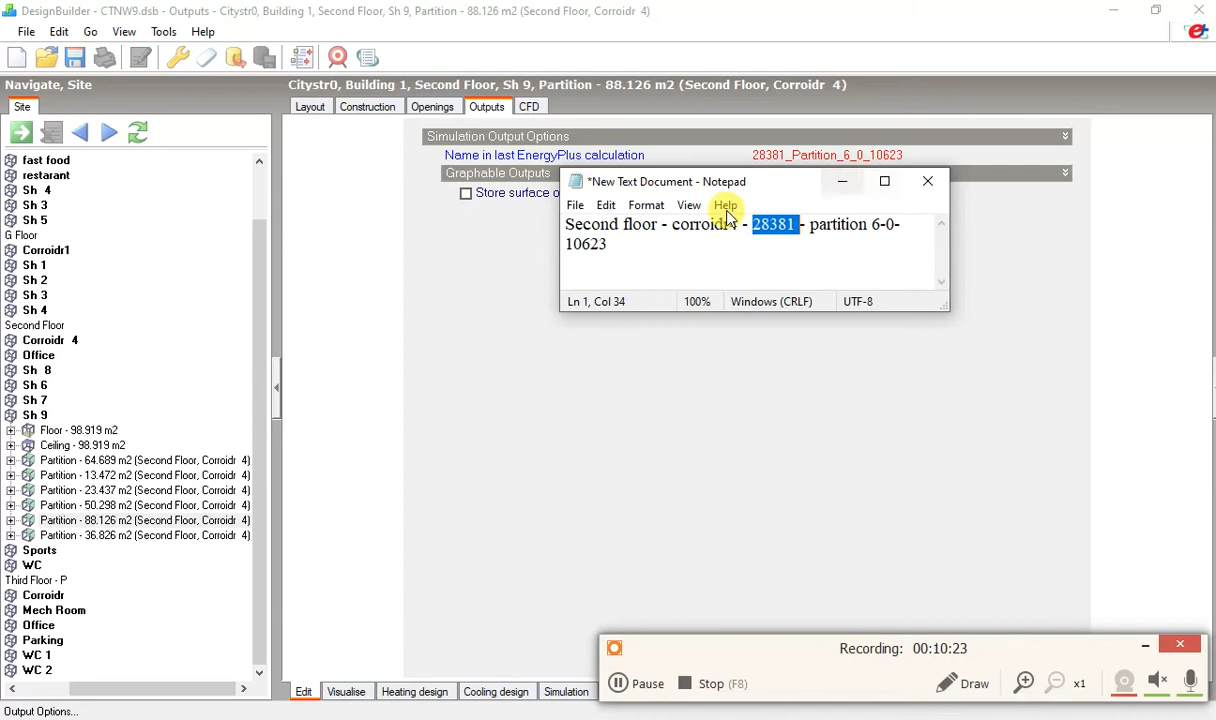 DesignBuilder - CTNW9.dsb - Outputs - Citystr0, Building 1, Second Floor, Sh 9, Partition - 88.126 m2 (Second Floor, Corroidr 4)
File Edit Go View Tools Help
Navigate, Site
Citystr0, Building 1, Second Floor, Sh 9, Partition - 88.126 m2 (Second Floor, Corroidr 4)
Site
Layout Construction Openings Outputs CFD
Simulation Output Options
Name in last EnergyPlus calculation 28381_Partition_6_0_10623
Graphable Outputs
Store surface o
*New Text Document - Notepad
File Edit Format View Help
Second floor - corroidr 4 - 28381 - partition 6-0-
10623
Ln 1, Col 34 100% Windows (CRLF) UTF-8
fast food
restarant
Sh 4
Sh 3
Sh 5
G Floor
Corroidr1
Sh 1
Sh 2
Sh 3
Sh 4
Second Floor
Corroidr 4
Office
Sh 8
Sh 6
Sh 7
Sh 9
Floor - 98.919 m2
Ceiling - 98.919 m2
Partition - 64.689 m2 (Second Floor, Corroidr 4)
Partition - 13.472 m2 (Second Floor, Corroidr 4)
Partition - 23.437 m2 (Second Floor, Corroidr 4)
Partition - 50.298 m2 (Second Floor, Corroidr 4)
Partition - 88.126 m2 (Second Floor, Corroidr 4)
Partition - 36.826 m2 (Second Floor, Corroidr 4)
Sports
WC
Third Floor - P
Corroidr
Mech Room
Office
Parking
WC 1
WC 2
Edit Visualise Heating design Cooling design Simulation
Recording: 00:10:23
Pause Stop (F8) Draw x1
Output Options...